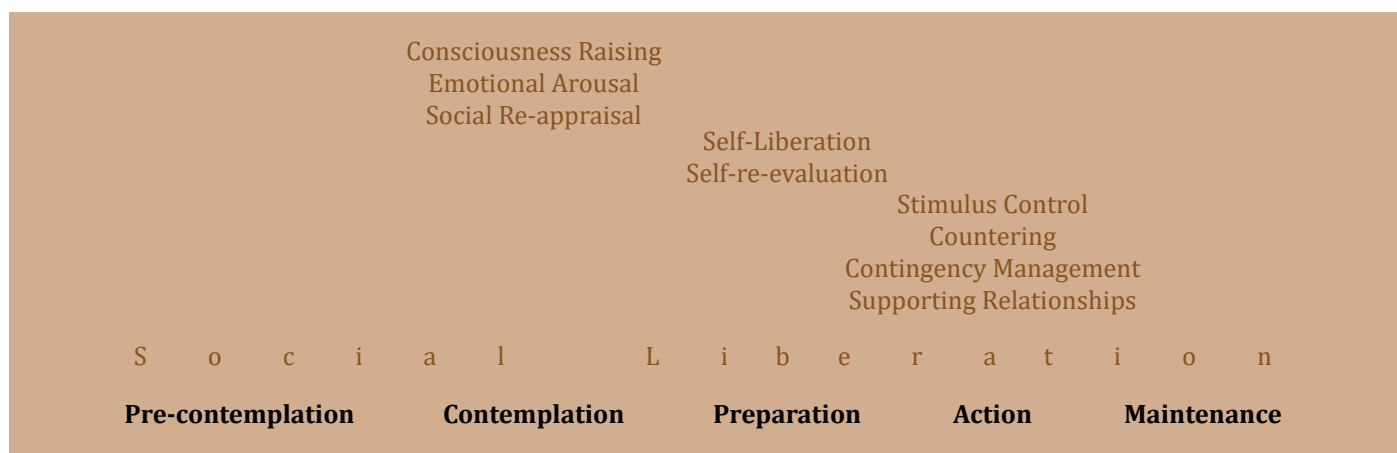 Consciousness Raising
Emotional Arousal
Social Re-appraisal
Self-Liberation
Self-re-evaluation
Stimulus Control
Countering
Contingency Management
Supporting Relationships
S o c i a l L i b e r a t i o n
Pre-contemplation Contemplation Preparation Action Maintenance